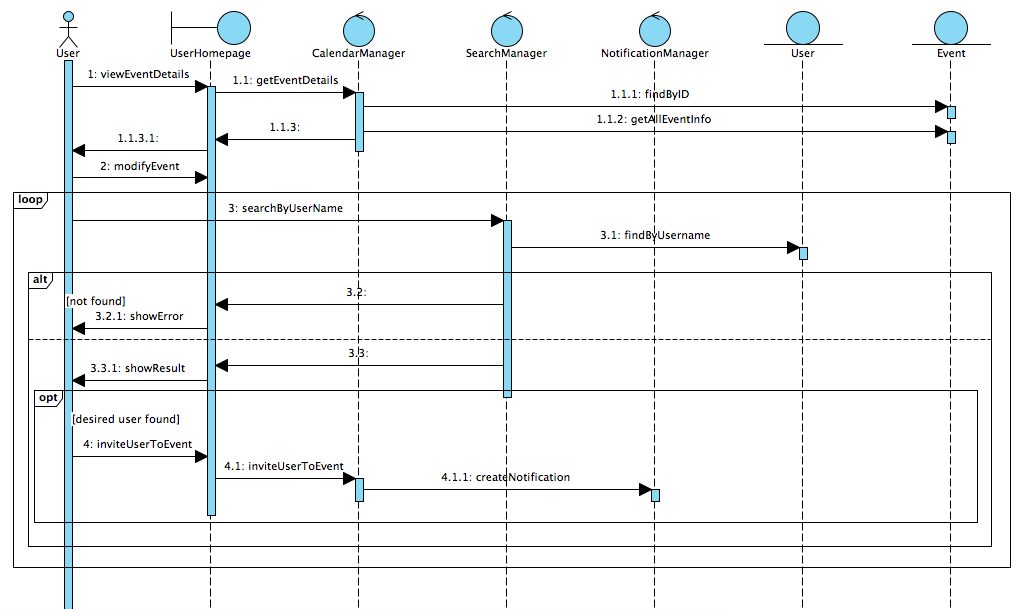 User
UserHomepage
CalendarManager
SearchManager
NotificationManager
User
Event
1: viewEventDetails
1.1: getEventDetails
1.1.1: findByID
1.1.2: getAllEventInfo
1.1.3:
1.1.3.1:
2: modifyEvent
loop
3: searchByUserName
3.1: findByUsername
alt
[not found]
3.2:
3.2.1: showError
3.3:
3.3.1: showResult
opt
[desired user found]
4: inviteUserToEvent
4.1: inviteUserToEvent
4.1.1: createNotification